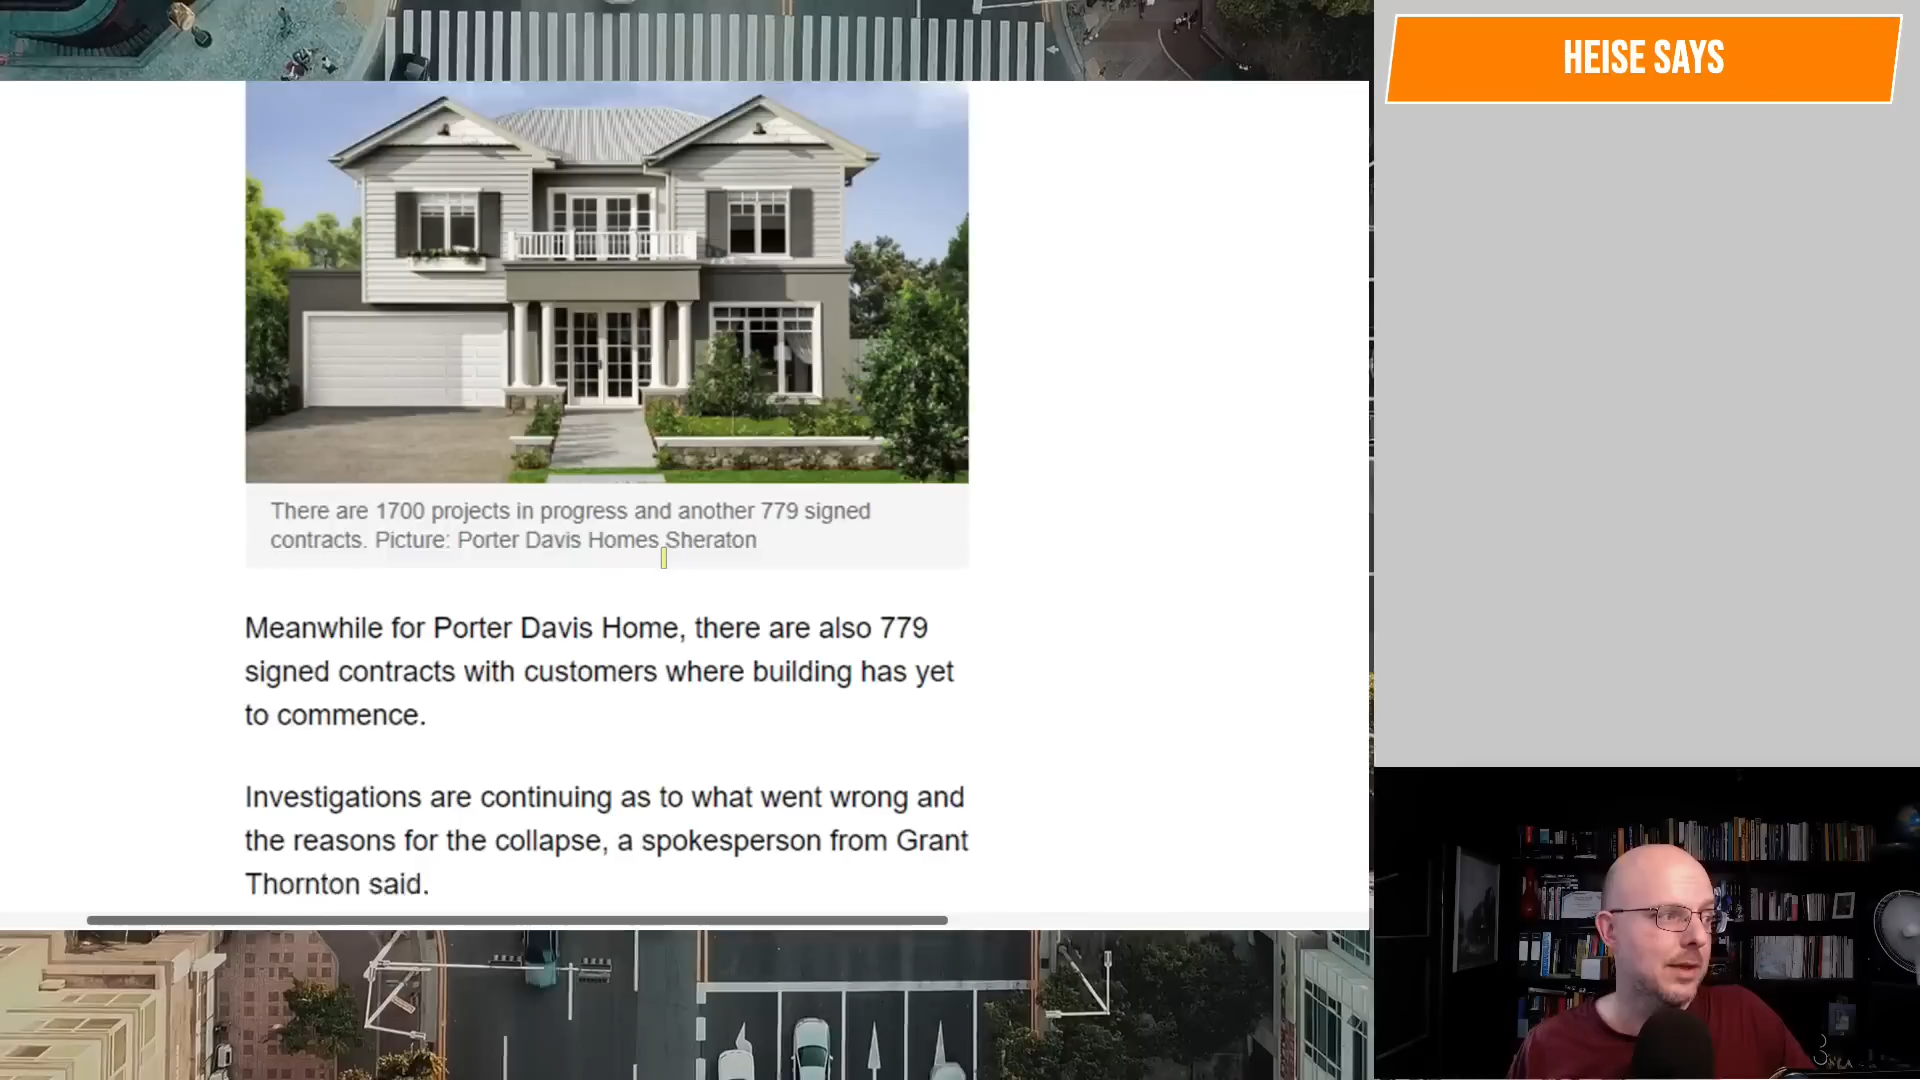 HEISE SAYS
There are 1700 projects in progress and another 779 signed
contracts. Picture: Porter Davis Homes Sheraton
Meanwhile for Porter Davis Home, there are also 779
signed contracts with customers where building has yet
to commence.
Investigations are continuing as to what went wrong and
the reasons for the collapse, a spokesperson from Grant
Thornton said.